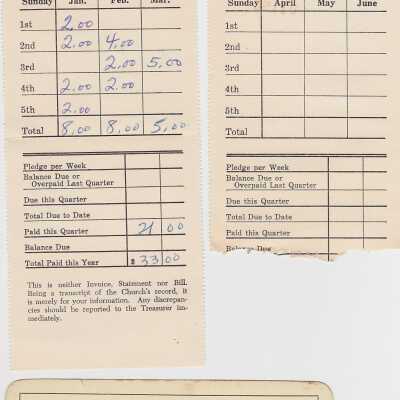 Sunday Jan. Feb. Mar.
1st 2.00
2nd 2.00 4.00
3rd 2.00 5.00
4th 2.00 2.00
5th 2.00
Total 8.00 8.00 5.00
Pledge per Week
Balance Due or
Overpaid Last Quarter
Due this Quarter
Total Due to Date
Paid this Quarter 21 00
Balance Due
Total Paid this Year $ 33 00
This is neither Invoice, Statement nor Bill.
Being a transcript of the Church's record, it
is merely for your information. Any discrepan-
cies should be reported to the Treasurer im-
mediately.
Sunday April May June
1st
2nd
3rd
4th
5th
Total
Pledge per Week
Balance Due or
Overpaid Last Quarter
Due this Quarter
Total Due to Date
Paid this Quarter
Balance Due